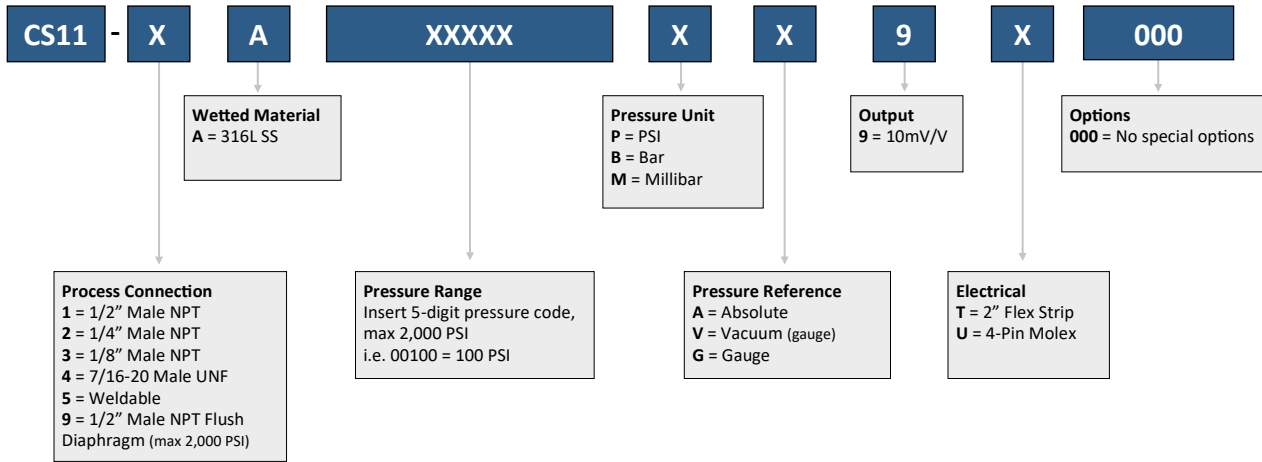 CS11 - X A XXXXX X X 9 X 000
Wetted Material
A = 316L SS
Pressure Unit
P = PSI
B = Bar
M = Millibar
Output
9 = 10mV/V
Options
000 = No special options
Process Connection
1 = 1/2” Male NPT
2 = 1/4” Male NPT
3 = 1/8” Male NPT
4 = 7/16-20 Male UNF
5 = Weldable
9 = 1/2” Male NPT Flush
Diaphragm (max 2,000 PSI)
Pressure Range
Insert 5-digit pressure code,
max 2,000 PSI
i.e. 00100 = 100 PSI
Pressure Reference
A = Absolute
V = Vacuum (gauge)
G = Gauge
Electrical
T = 2” Flex Strip
U = 4-Pin Molex